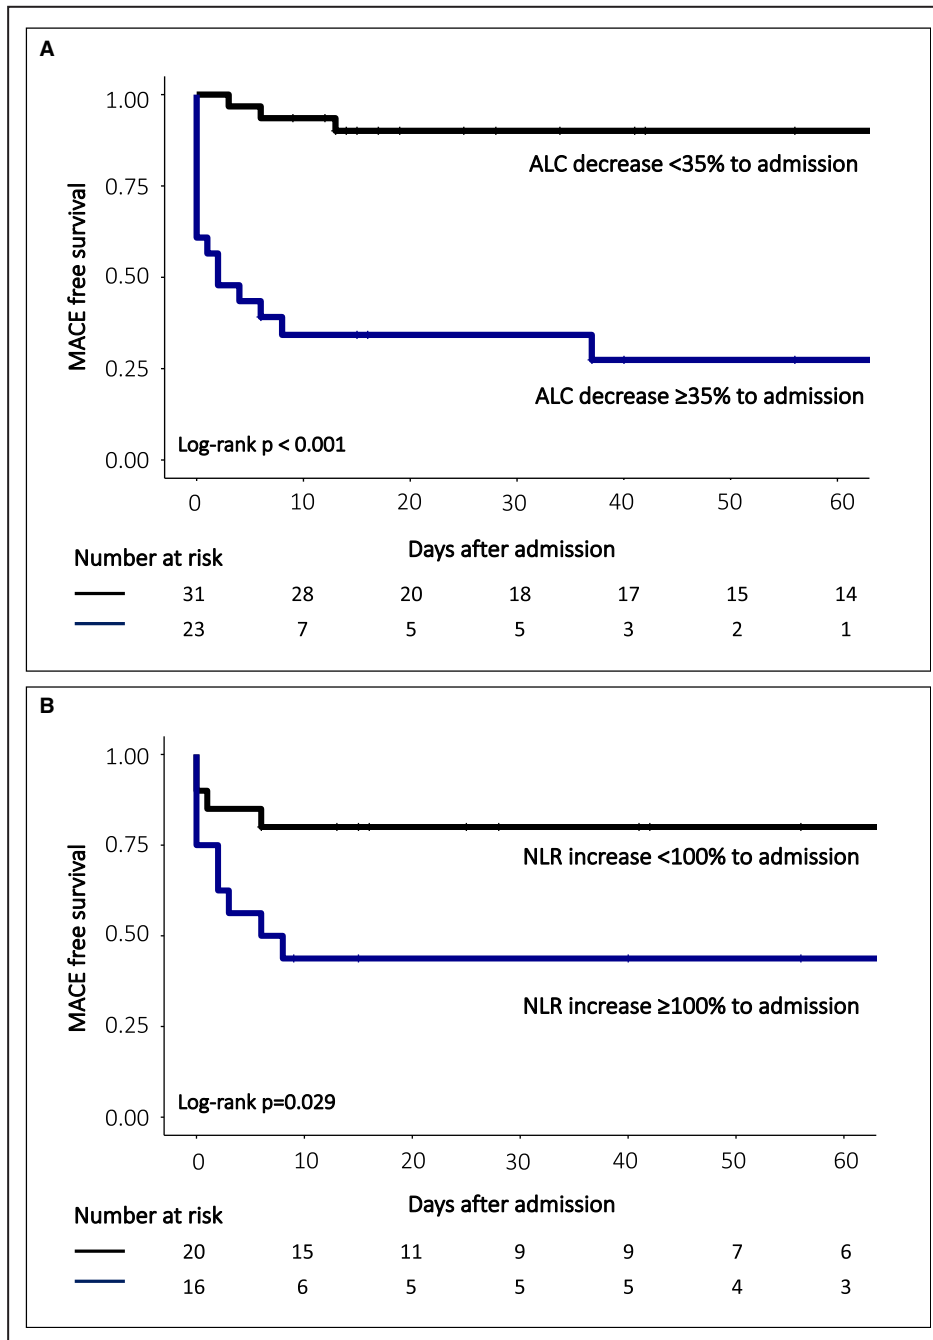 A
1.00
ALC decrease <35% to admission
0.75
MACE free survival
0.50
0.25
ALC decrease ≥35% to admission
Log-rank p < 0.001
0.00
0 10 20 30 40 50 60
Days after admission
Number at risk
31 28 20 18 17 15 14
23 7 5 5 3 2 1
B
1.00
NLR increase <100% to admission
0.75
MACE free survival
0.50
NLR increase ≥100% to admission
0.25
Log-rank p=0.029
0.00
0 10 20 30 40 50 60
Days after admission
Number at risk
20 15 11 9 9 7 6
16 6 5 5 5 4 3